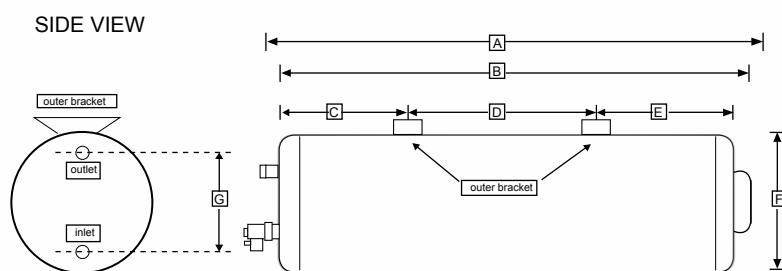 SIDE VIEW
A
B
outer bracket
C
D
E
outlet
outer bracket
G
F
inlet